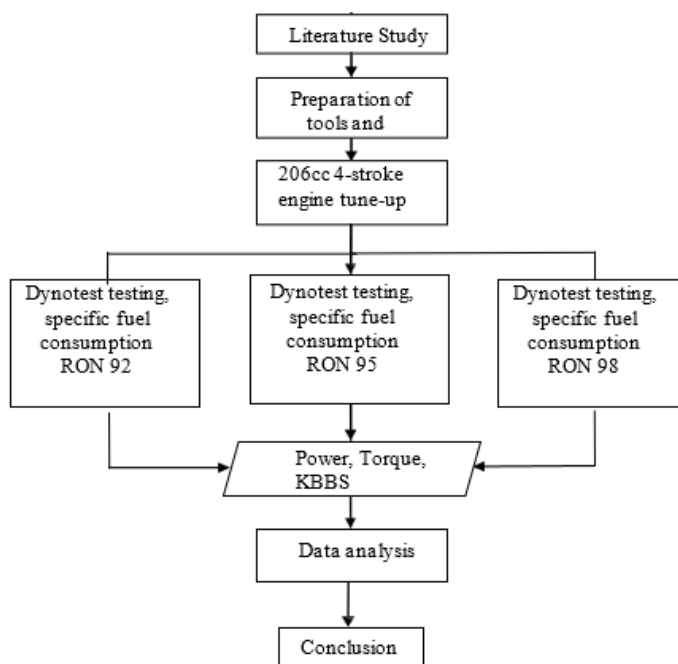 Literature Study
Preparation of
tools and
206cc 4-stroke
engine tune-up
Dynotest testing,
specific fuel
consumption
RON 92
Dynotest testing,
specific fuel
consumption
RON 95
Dynotest testing,
specific fuel
consumption
RON 98
Power, Torque,
KBBS
Data analysis
Conclusion